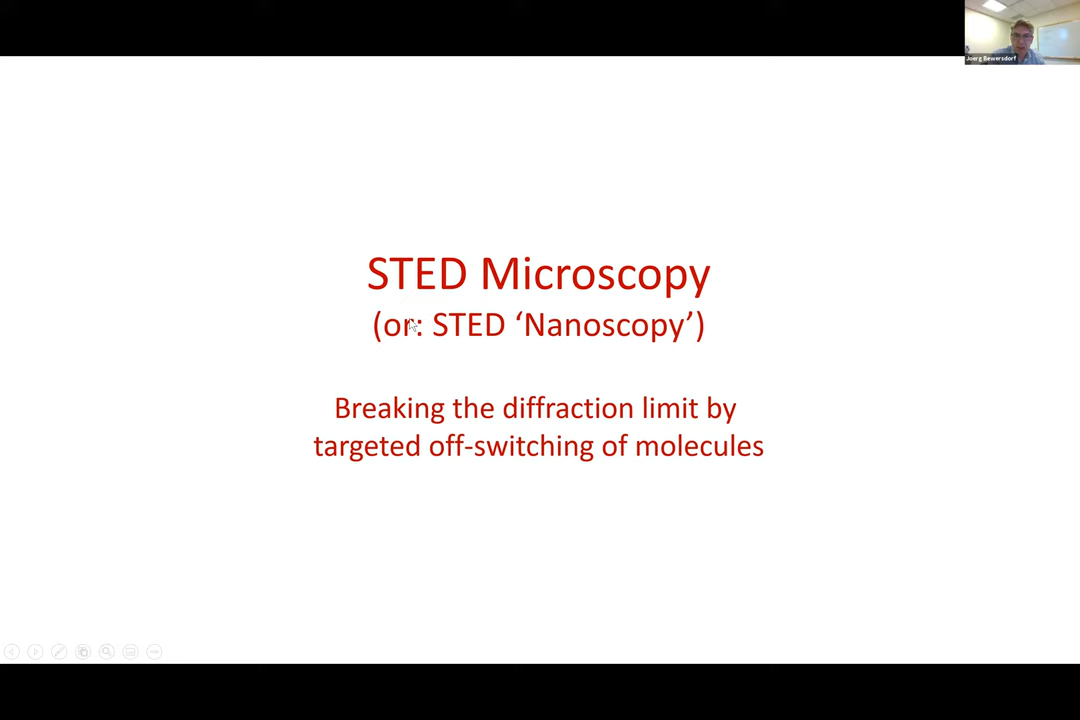 Joerg Bewersdorf
STED Microscopy
(or: STED ‘Nanoscopy’)
Breaking the diffraction limit by
targeted off-switching of molecules